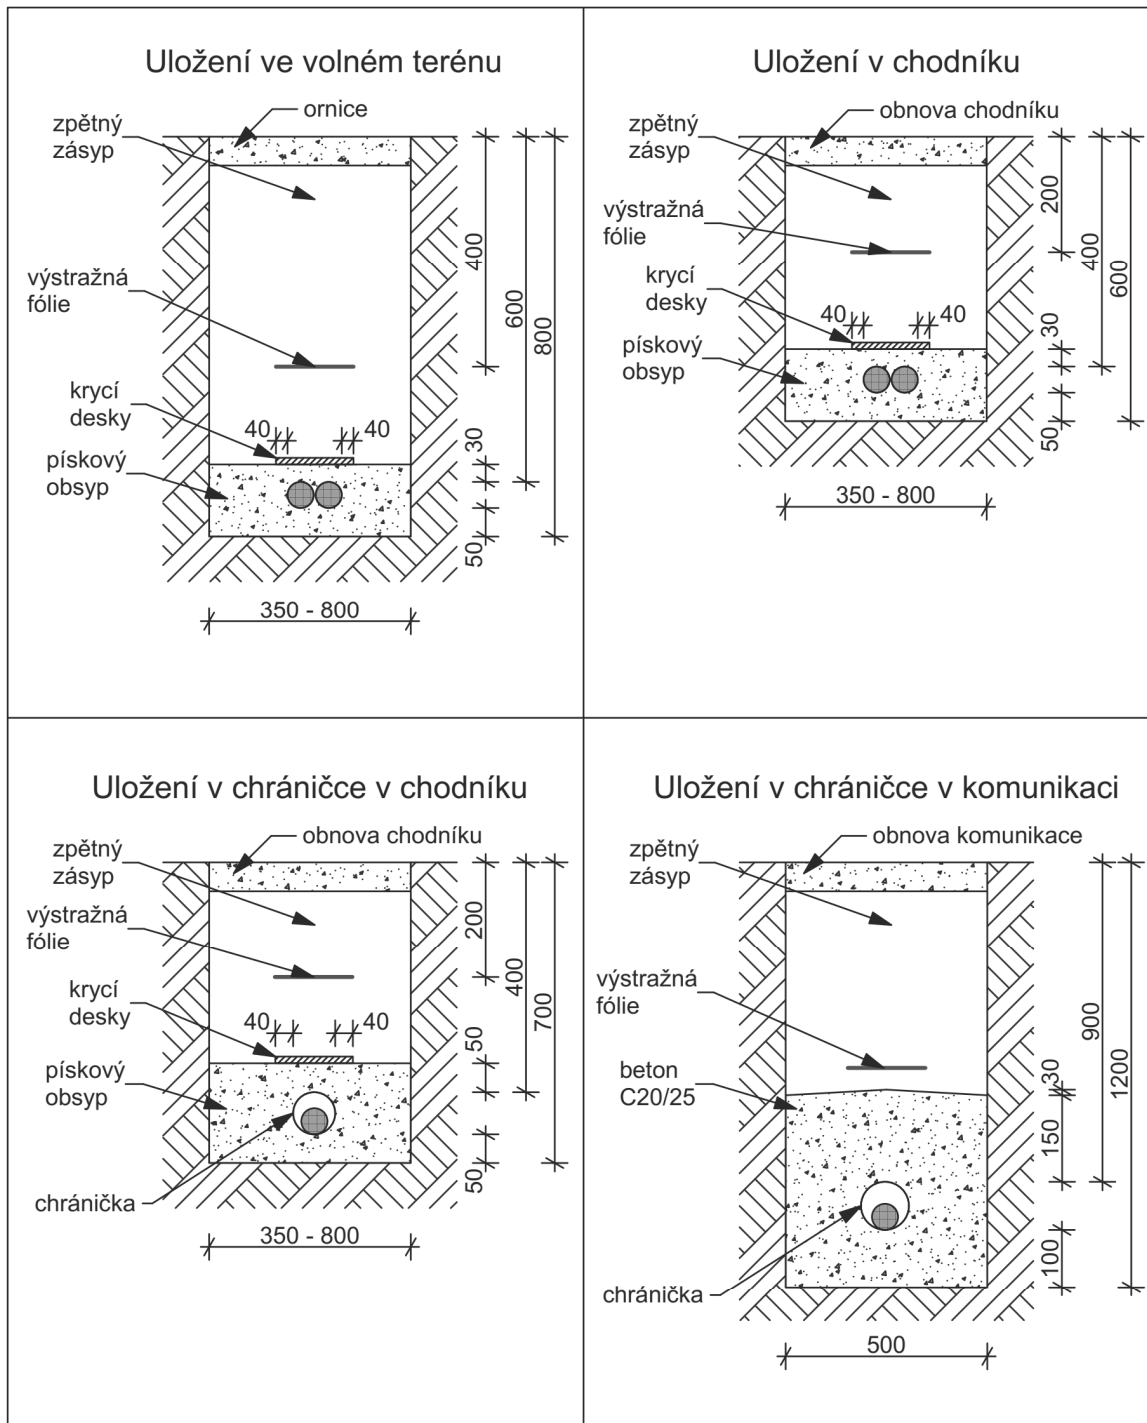 Uložení ve volném terénu
ornice
zpětný
zásyp
výstražná
fólie
krycí
desky
pískový
obsyp
40
40
400
600
800
30
50
350 - 800
Uložení v chodníku
obnova chodníku
zpětný
zásyp
výstražná
fólie
krycí
desky
pískový
obsyp
40
40
200
400
600
30
50
350 - 800
Uložení v chráničce v chodníku
obnova chodníku
zpětný
zásyp
výstražná
fólie
krycí
desky
pískový
obsyp
chránička
40
40
200
400
700
50
50
350 - 800
Uložení v chráničce v komunikaci
obnova komunikace
zpětný
zásyp
výstražná
fólie
beton
C20/25
chránička
900
1200
30
150
100
500